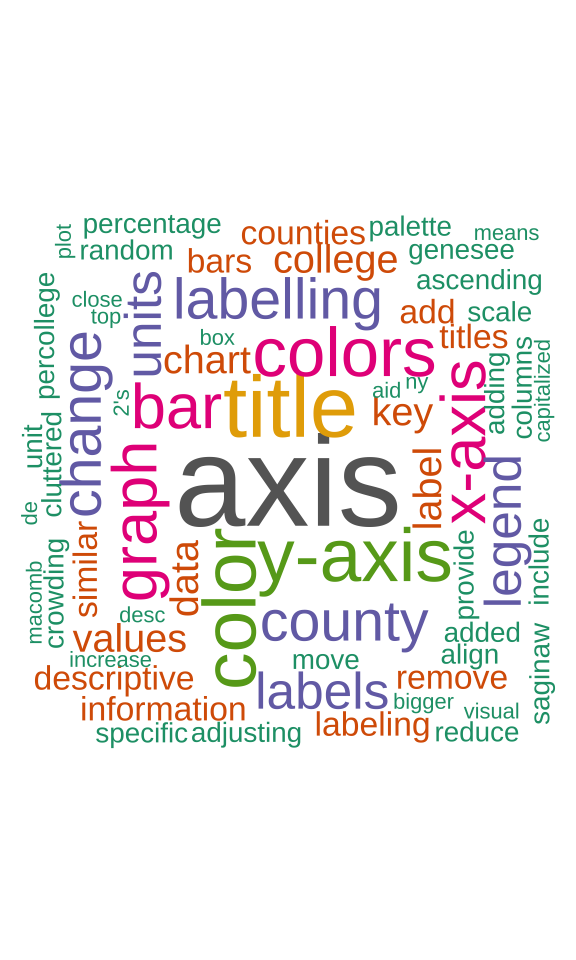 percentage
counties
palette
means
plot
random
bars
college
genesee
ascending
close
top
units
labelling
add
scale
percollege
box
chart
colors
titles
change
2's
bar
title
aid
ny
key
x-axis
adding
columns
capitalized
unit
cluttered
graph
axis
label
legend
de
similar
data
color
y-axis
provide
include
macomb
crowding
desc
values
county
added
increase
move
align
saginaw
descriptive
labels
remove
information
bigger
visual
specific
adjusting
labeling
reduce